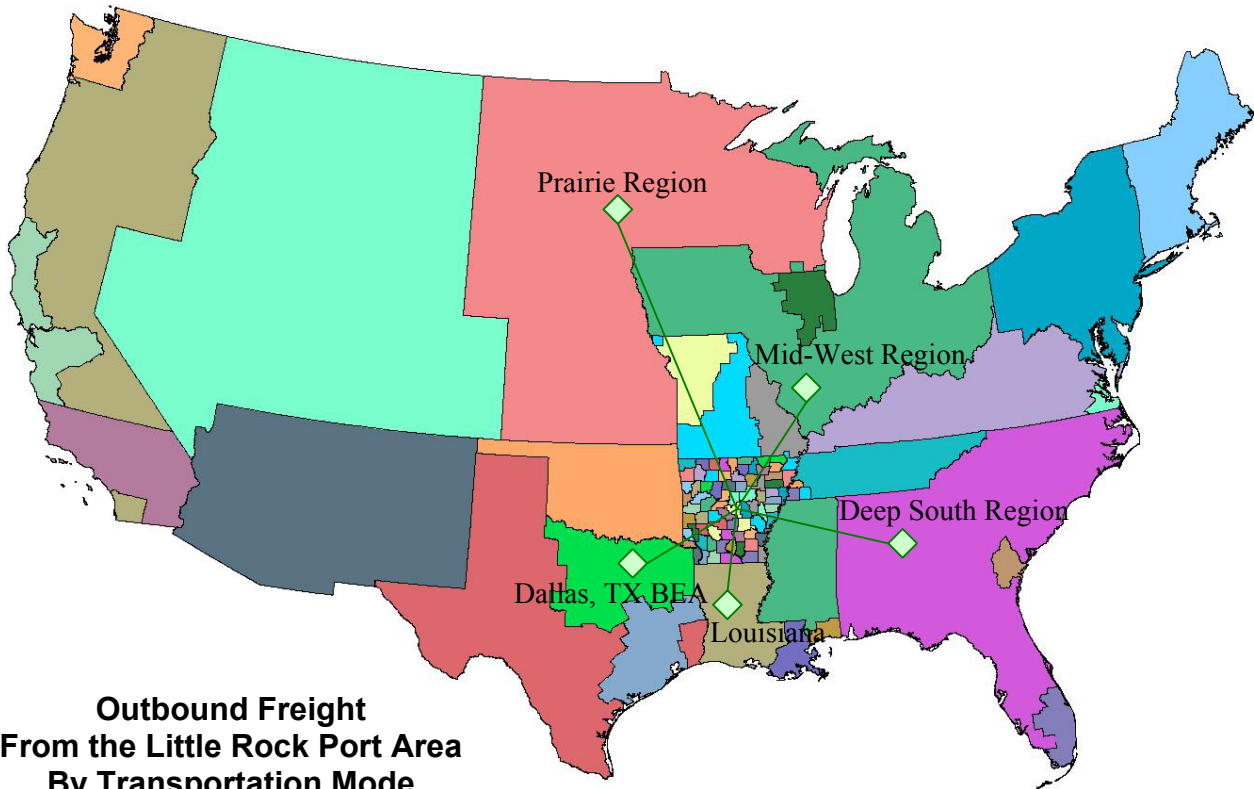 Prairie Region
Mid-West Region
Deep South Region
Dallas, TX BEA
Louisiana
Outbound Freight
From the Little Rock Port Area
By Transportation Mode